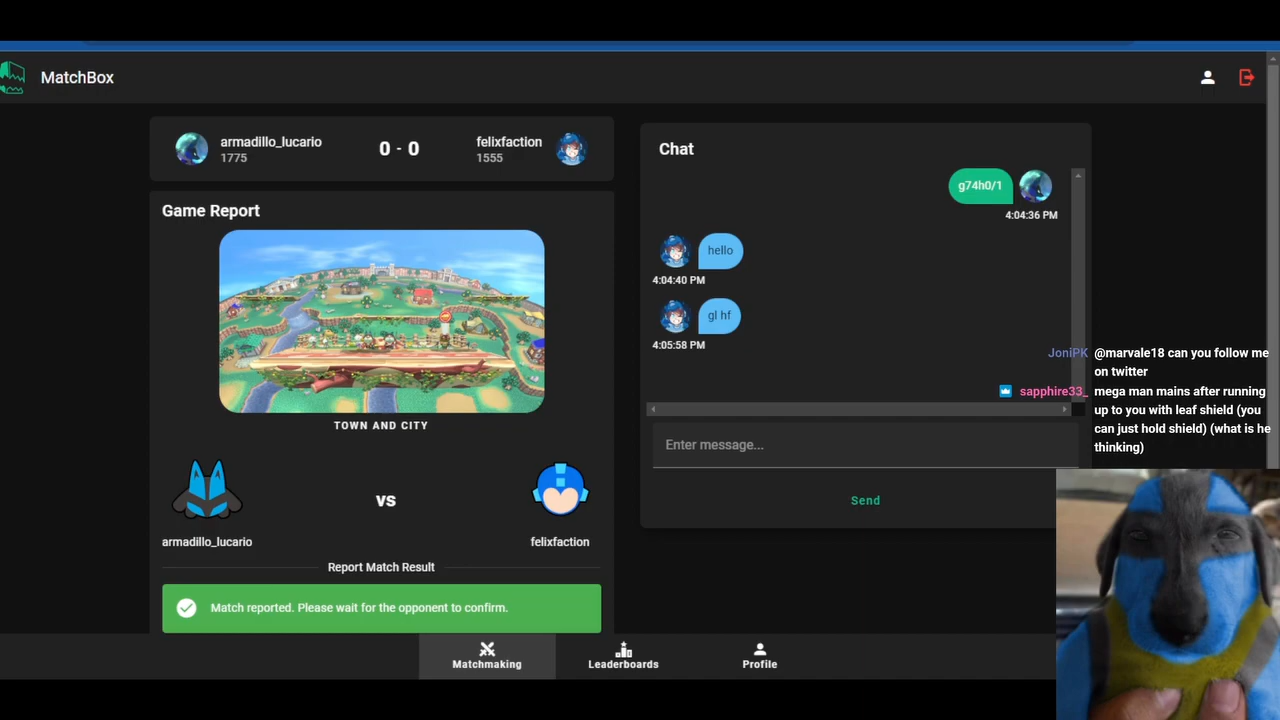 MatchBox
armadillo_lucario
1775
0 - 0
felixfaction
1555
Game Report
TOWN AND CITY
armadillo_lucario
vs
felixfaction
Report Match Result
Match reported. Please wait for the opponent to confirm.
Chat
g74h0/1
4:04:36 PM
hello
4:04:40 PM
gl hf
4:05:58 PM
Enter message...
Send
JoniPK @marvale18 can you follow me
on twitter
sapphire33_ mega man mains after running
up to you with leaf shield (you
can just hold shield) (what is he
thinking)
Matchmaking
Leaderboards
Profile